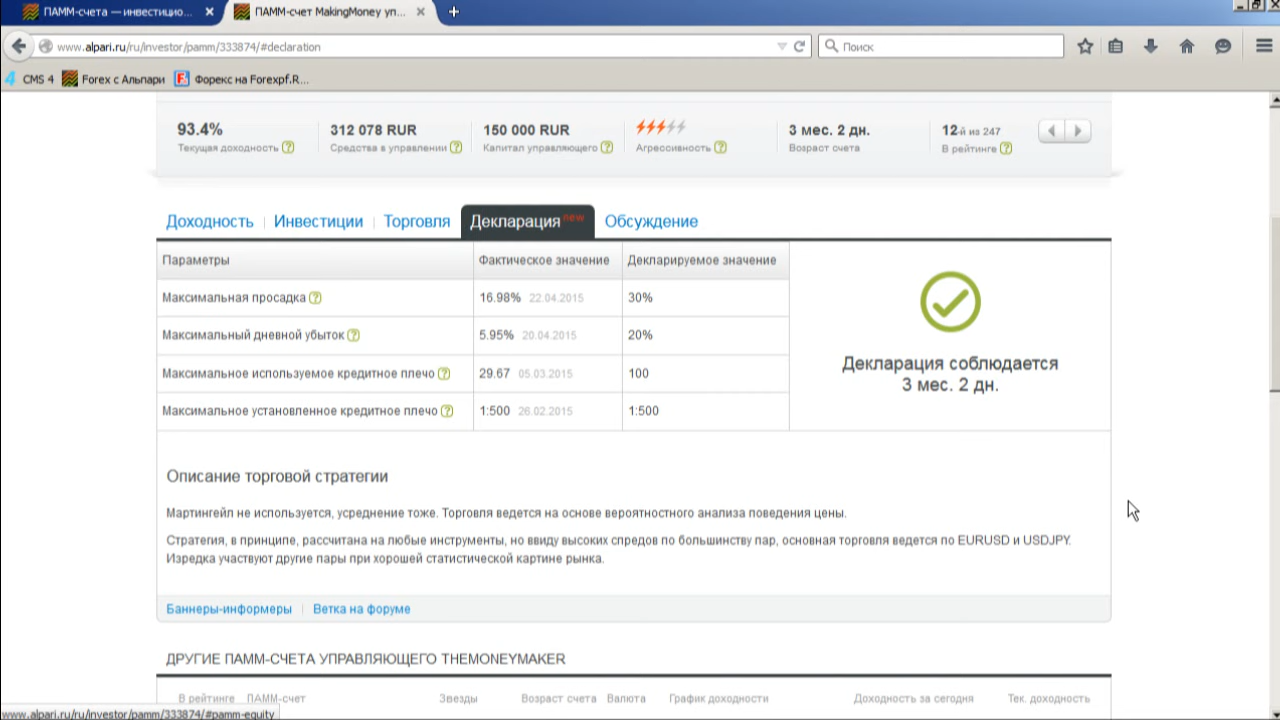 ПАММ-счета — инвестицио...
ПАММ-счет MakingMoney уп...
www.alpari.ru/ru/investor/pamm/333874/#declaration
Поиск
CMS 4
Forex с Альпари
Форекс на Forexpf.R...
93.4%
312 078 RUR
150 000 RUR
3 мес. 2 дн.
12-й из 247
Текущая доходность ?
Средства в управлении ?
Капитал управляющего ?
Агрессивность ?
Возраст счета
В рейтинге ?
Доходность
Инвестиции
Торговля
Декларация new
Обсуждение
Параметры
Фактическое значение
Декларируемое значение
Максимальная просадка ?
16.98% 22.04.2015
30%
Максимальный дневной убыток ?
5.95% 20.04.2015
20%
Максимальное используемое кредитное плечо ?
29.67 05.03.2015
100
Максимальное установленное кредитное плечо ?
1:500 26.02.2015
1:500
Декларация соблюдается
3 мес. 2 дн.
Описание торговой стратегии
Мартингейл не используется, усреднение тоже. Торговля ведется на основе вероятностного анализа поведения цены.
Стратегия, в принципе, рассчитана на любые инструменты, но ввиду высоких спредов по большинству пар, основная торговля ведется по EURUSD и USDJPY.
Изредка участвуют другие пары при хорошей статистической картине рынка.
Баннеры-информеры
Ветка на форуме
ДРУГИЕ ПАММ-СЧЕТА УПРАВЛЯЮЩЕГО THEMONEYMAKER
В рейтинге
ПАММ-счет
Звезды
Возраст счета
Валюта
График доходности
Доходность за сегодня
Тек. доходность
www.alpari.ru/ru/investor/pamm/333874/#pamm-equity